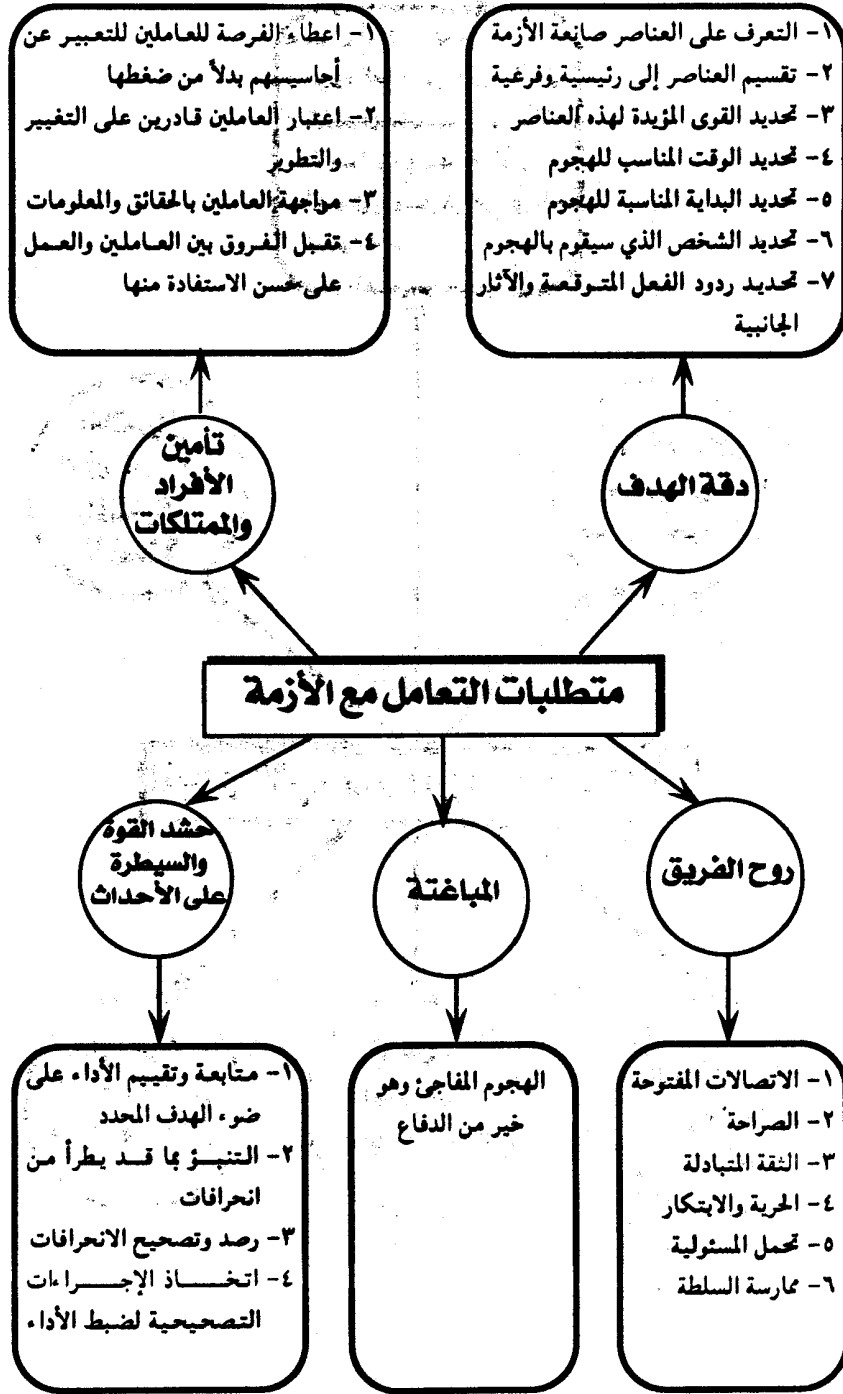 ١- التعرف على العناصر صانعة الأزمة
٢- تقسيم العناصر إلى رئيسية وفرعية
٣- تحديد القوى المؤيدة لهذه العناصر
٤- تحديد الوقت المناسب للهجوم
٥- تحديد البداية المناسبة للهجوم
٦- تحديد الشخص الذي سيقوم بالهجوم
٧- تحديد ردود الفعل المتوقعة والآثار
الجانبية
١- اعطاء الفرصة للعاملين للتعبير عن
أحاسيسهم بدلاً من ضغطها
٢- اعتبار العاملين قادرين على التغيير
والتطوير
٣- مواجهة العاملين بالحقائق والمعلومات
٤- تقبل الفروق بين العاملين والعمل
على حسن الاستفادة منها
دقة الهدف
تأمين
الأفراد
والممتلكات
متطلبات التعامل مع الأزمة
روح الفريق
المباغتة
حشد القوة
والسيطرة
على الأحداث
١- الاتصالات المفتوحة
٢- الصراحة
٣- الثقة المتبادلة
٤- الحرية والابتكار
٥- تحمل المسئولية
٦- ممارسة السلطة
الهجوم المفاجئ وهو
خير من الدفاع
١- متابعة وتقييم الأداء على
ضوء الهدف المحدد
٢- التنبؤ بما قد يطرأ من
انحرافات
٣- رصد وتصحيح الانحرافات
٤- اتخاذ الإجراءات
التصحيحية لضبط الأداء